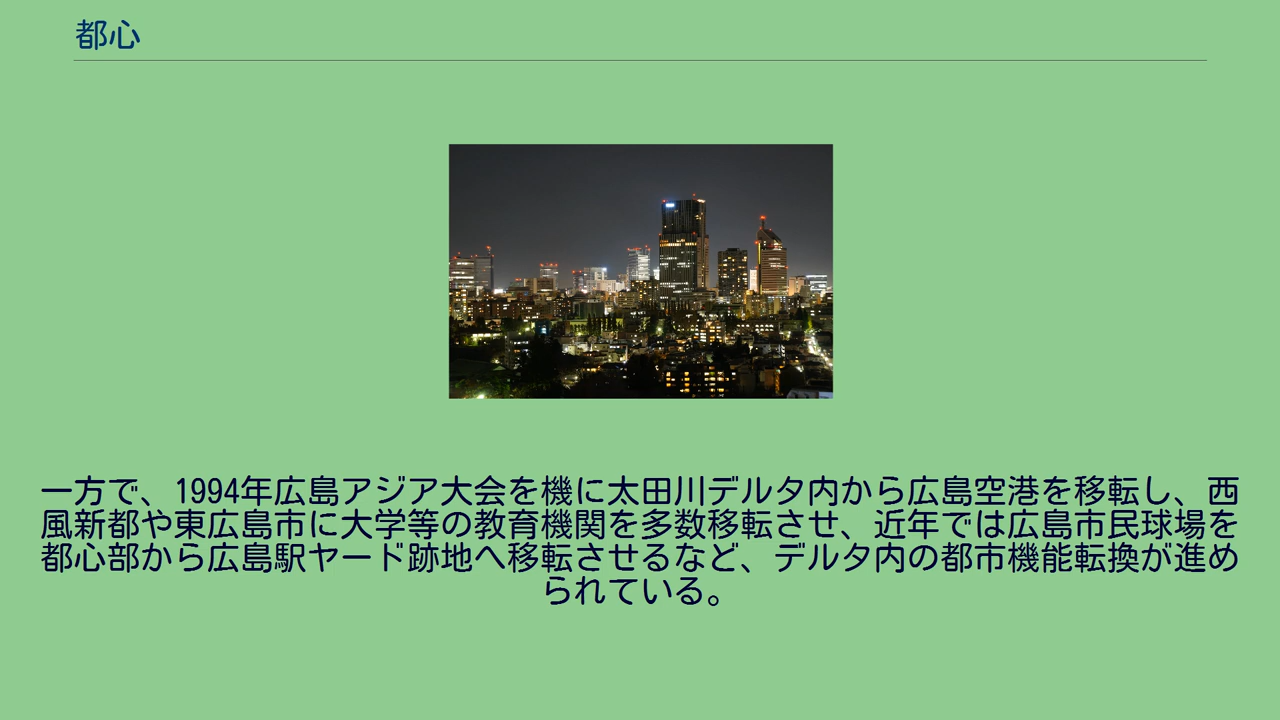 都心
一方で、1994年広島アジア大会を機に太田川デルタ内から広島空港を移転し、西
風新都や東広島市に大学等の教育機関を多数移転させ、近年では広島市民球場を
都心部から広島駅ヤード跡地へ移転させるなど、デルタ内の都市機能転換が進め
られている。